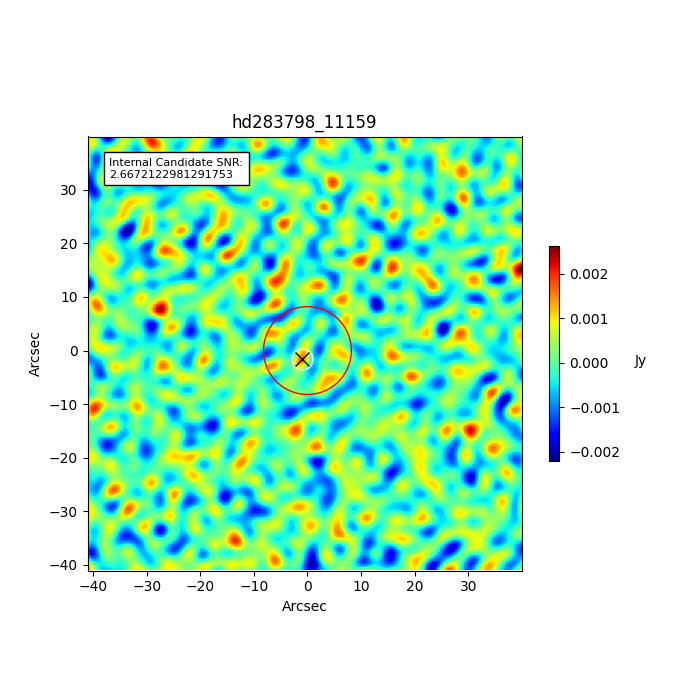 hd283798_11159
Internal Candidate SNR:
2.6672122981291753
Arcsec
30
20
10
0
−10
−20
−30
−40
−40 −30 −20 −10 0 10 20 30
Arcsec
0.002
0.001
0.000
−0.001
−0.002
Jy